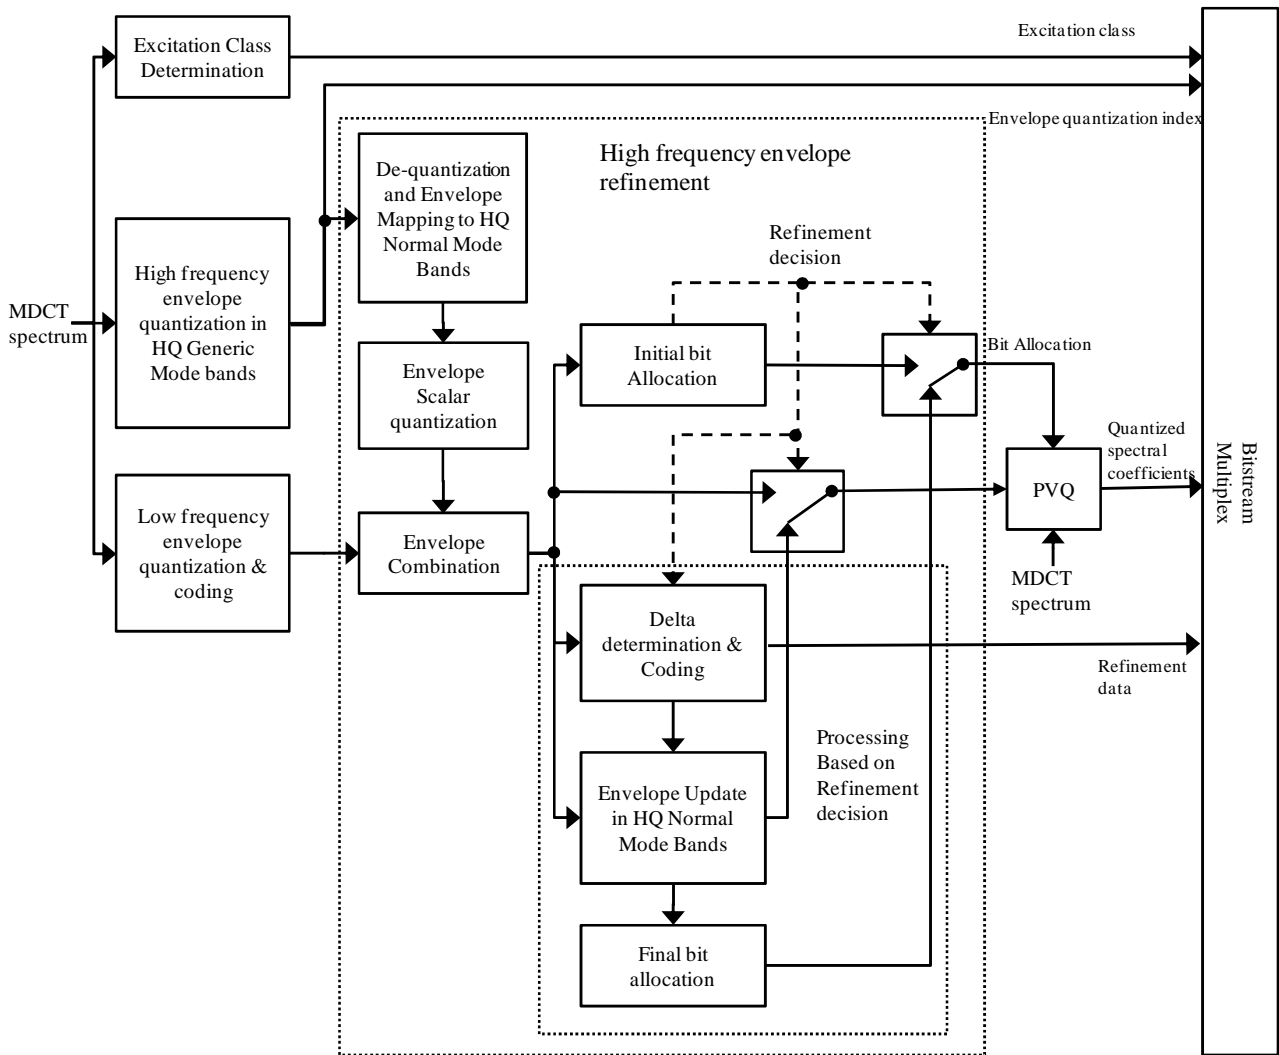 Excitation Class
Determination
Excitation class
Envelope quantization index
High frequency envelope
refinement
De-quantization
and Envelope
Mapping to HQ
Normal Mode
Bands
Refinement
decision
High frequency
envelope
quantization in
HQ Generic
Mode bands
MDCT
spectrum
Initial bit
Allocation
Bit Allocation
Envelope
Scalar
quantization
Quantized
spectral
coefficients
Bitstream
Multiplex
PVQ
Low frequency
envelope
quantization &
coding
Envelope
Combination
MDCT
spectrum
Delta
determination &
Coding
Refinement
data
Processing
Based on
Refinement
decision
Envelope Update
in HQ Normal
Mode Bands
Final bit
allocation